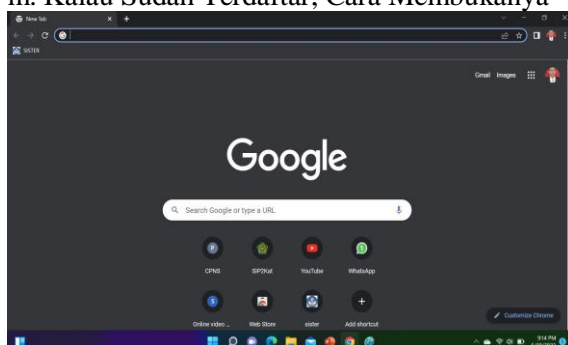 m. Kalau Sudah Terdaftar, Cara Membukanya
New Tab
SISTER
Gmail Images
Google
Search Google or type a URL
CPNS SIP2Kat YouTube WhatsApp
Online video ... Web Store sister Add shortcut
Customize Chrome
9:14 PM